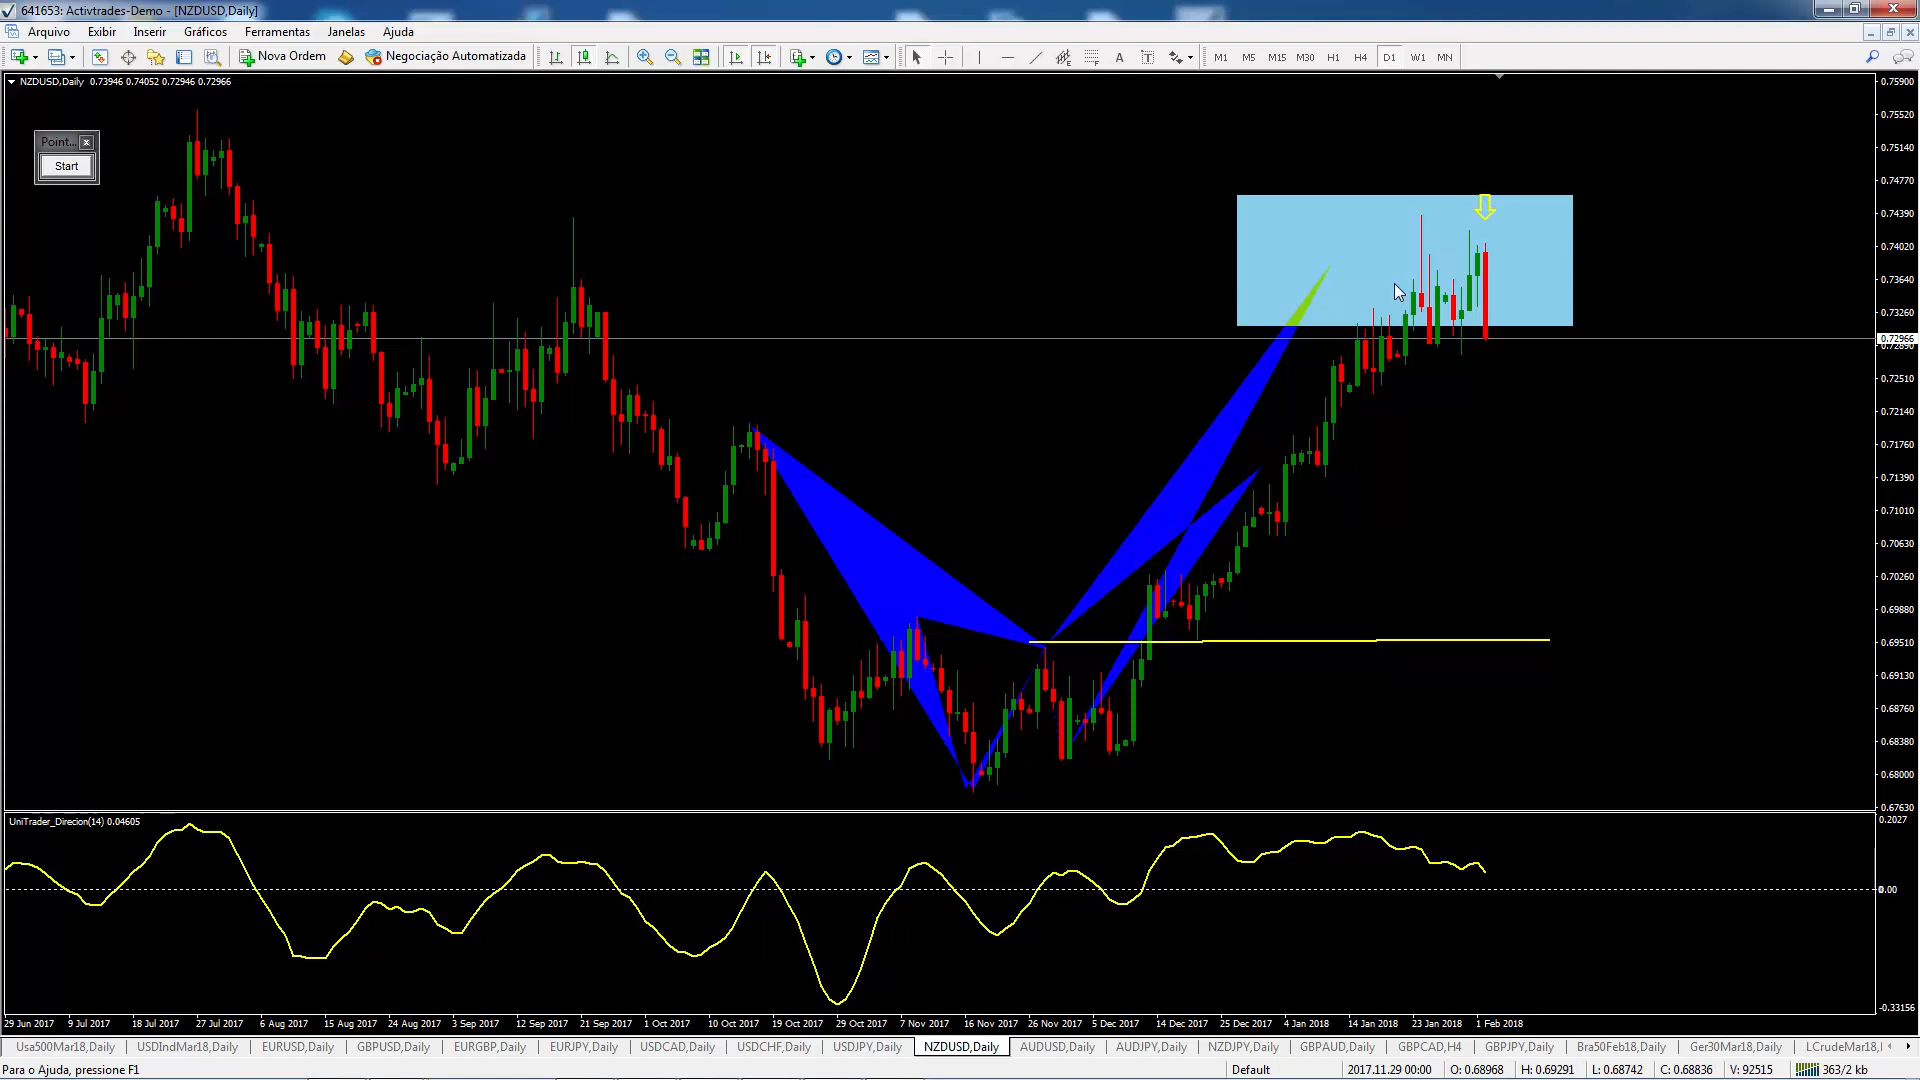 641653: Activtrades-Demo - [NZDUSD,Daily]
Arquivo Exibir Inserir Gráficos Ferramentas Janelas Ajuda
Nova Ordem Negociação Automatizada A T M1 M5 M15 M30 H1 H4 D1 W1 MN
NZDUSD,Daily 0.73946 0.74052 0.72946 0.72966
Point...
Start
0.75900
0.75520
0.75140
0.74770
0.74390
0.74020
0.73640
0.73260
0.72966
0.72890
0.72510
0.72140
0.71760
0.71390
0.71010
0.70630
0.70260
0.69880
0.69510
0.69130
0.68760
0.68380
0.68000
0.67630
UniTrader_Direcion(14) 0.04605
0.2027
0.00
-0.33156
29 Jun 2017 9 Jul 2017 18 Jul 2017 27 Jul 2017 6 Aug 2017 15 Aug 2017 24 Aug 2017 3 Sep 2017 12 Sep 2017 21 Sep 2017 1 Oct 2017 10 Oct 2017 19 Oct 2017 29 Oct 2017 7 Nov 2017 16 Nov 2017 26 Nov 2017 5 Dec 2017 14 Dec 2017 25 Dec 2017 4 Jan 2018 14 Jan 2018 23 Jan 2018 1 Feb 2018
Usa500Mar18,Daily USDIndMar18,Daily EURUSD,Daily GBPUSD,Daily EURGBP,Daily EURJPY,Daily USDCAD,Daily USDCHF,Daily USDJPY,Daily NZDUSD,Daily AUDUSD,Daily AUDJPY,Daily NZDJPY,Daily GBPAUD,Daily GBPCAD,H4 GBPJPY,Daily Bra50Feb18,Daily Ger30Mar18,Daily LCrudeMar18,
Para o Ajuda, pressione F1 Default 2017.11.29 00:00 O: 0.68968 H: 0.69291 L: 0.68742 C: 0.68836 V: 92515 363/2 kb